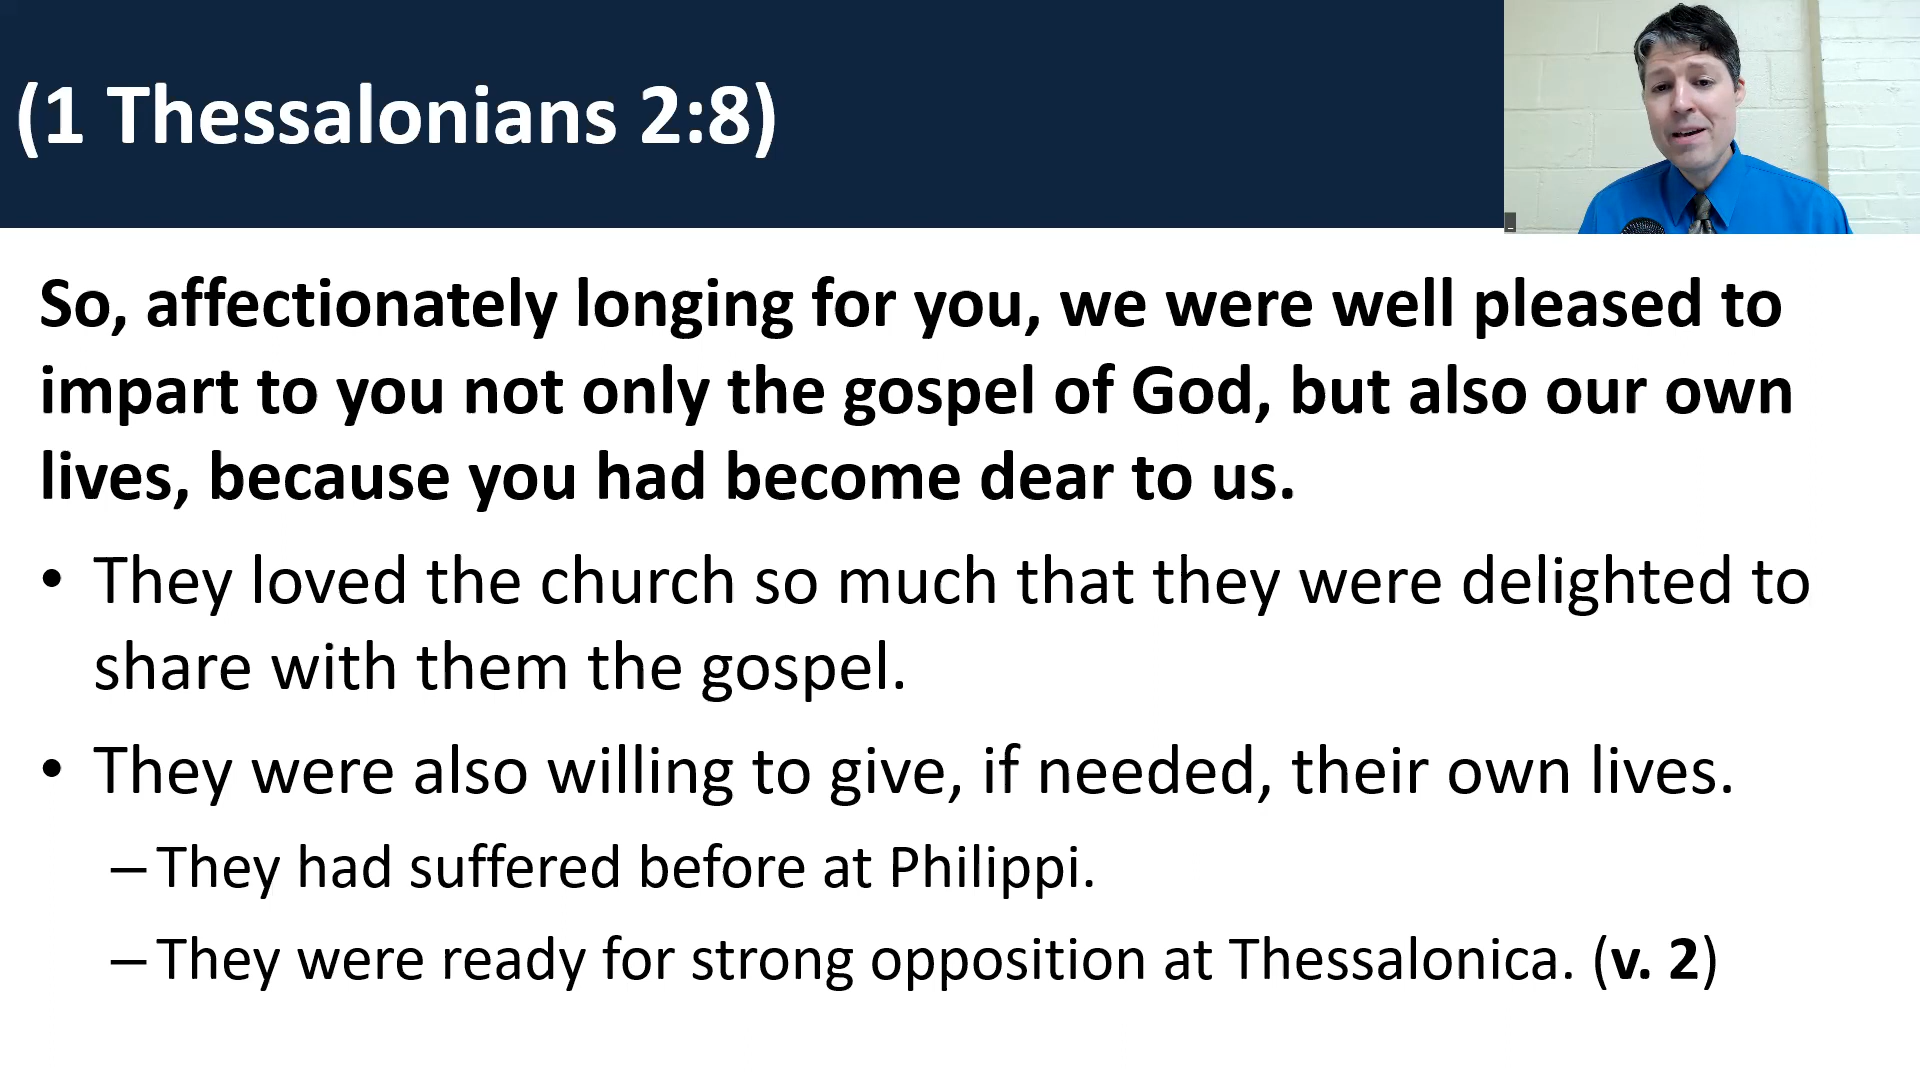 (1 Thessalonians 2:8)
So, affectionately longing for you, we were well pleased to
impart to you not only the gospel of God, but also our own
lives, because you had become dear to us.
• They loved the church so much that they were delighted to
share with them the gospel.
• They were also willing to give, if needed, their own lives.
– They had suffered before at Philippi.
– They were ready for strong opposition at Thessalonica. (v. 2)